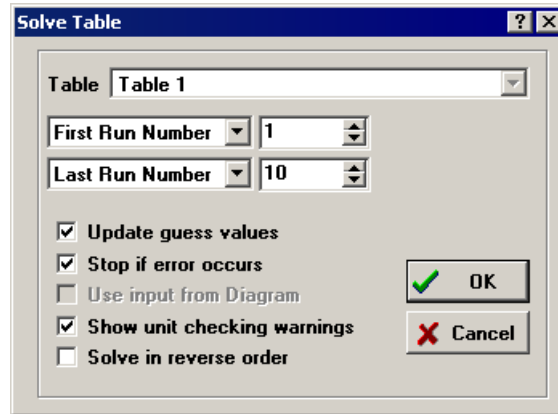 Solve Table
Table Table 1
First Run Number 1
Last Run Number 10
Update guess values
Stop if error occurs
Use input from Diagram
Show unit checking warnings
Solve in reverse order
OK
Cancel